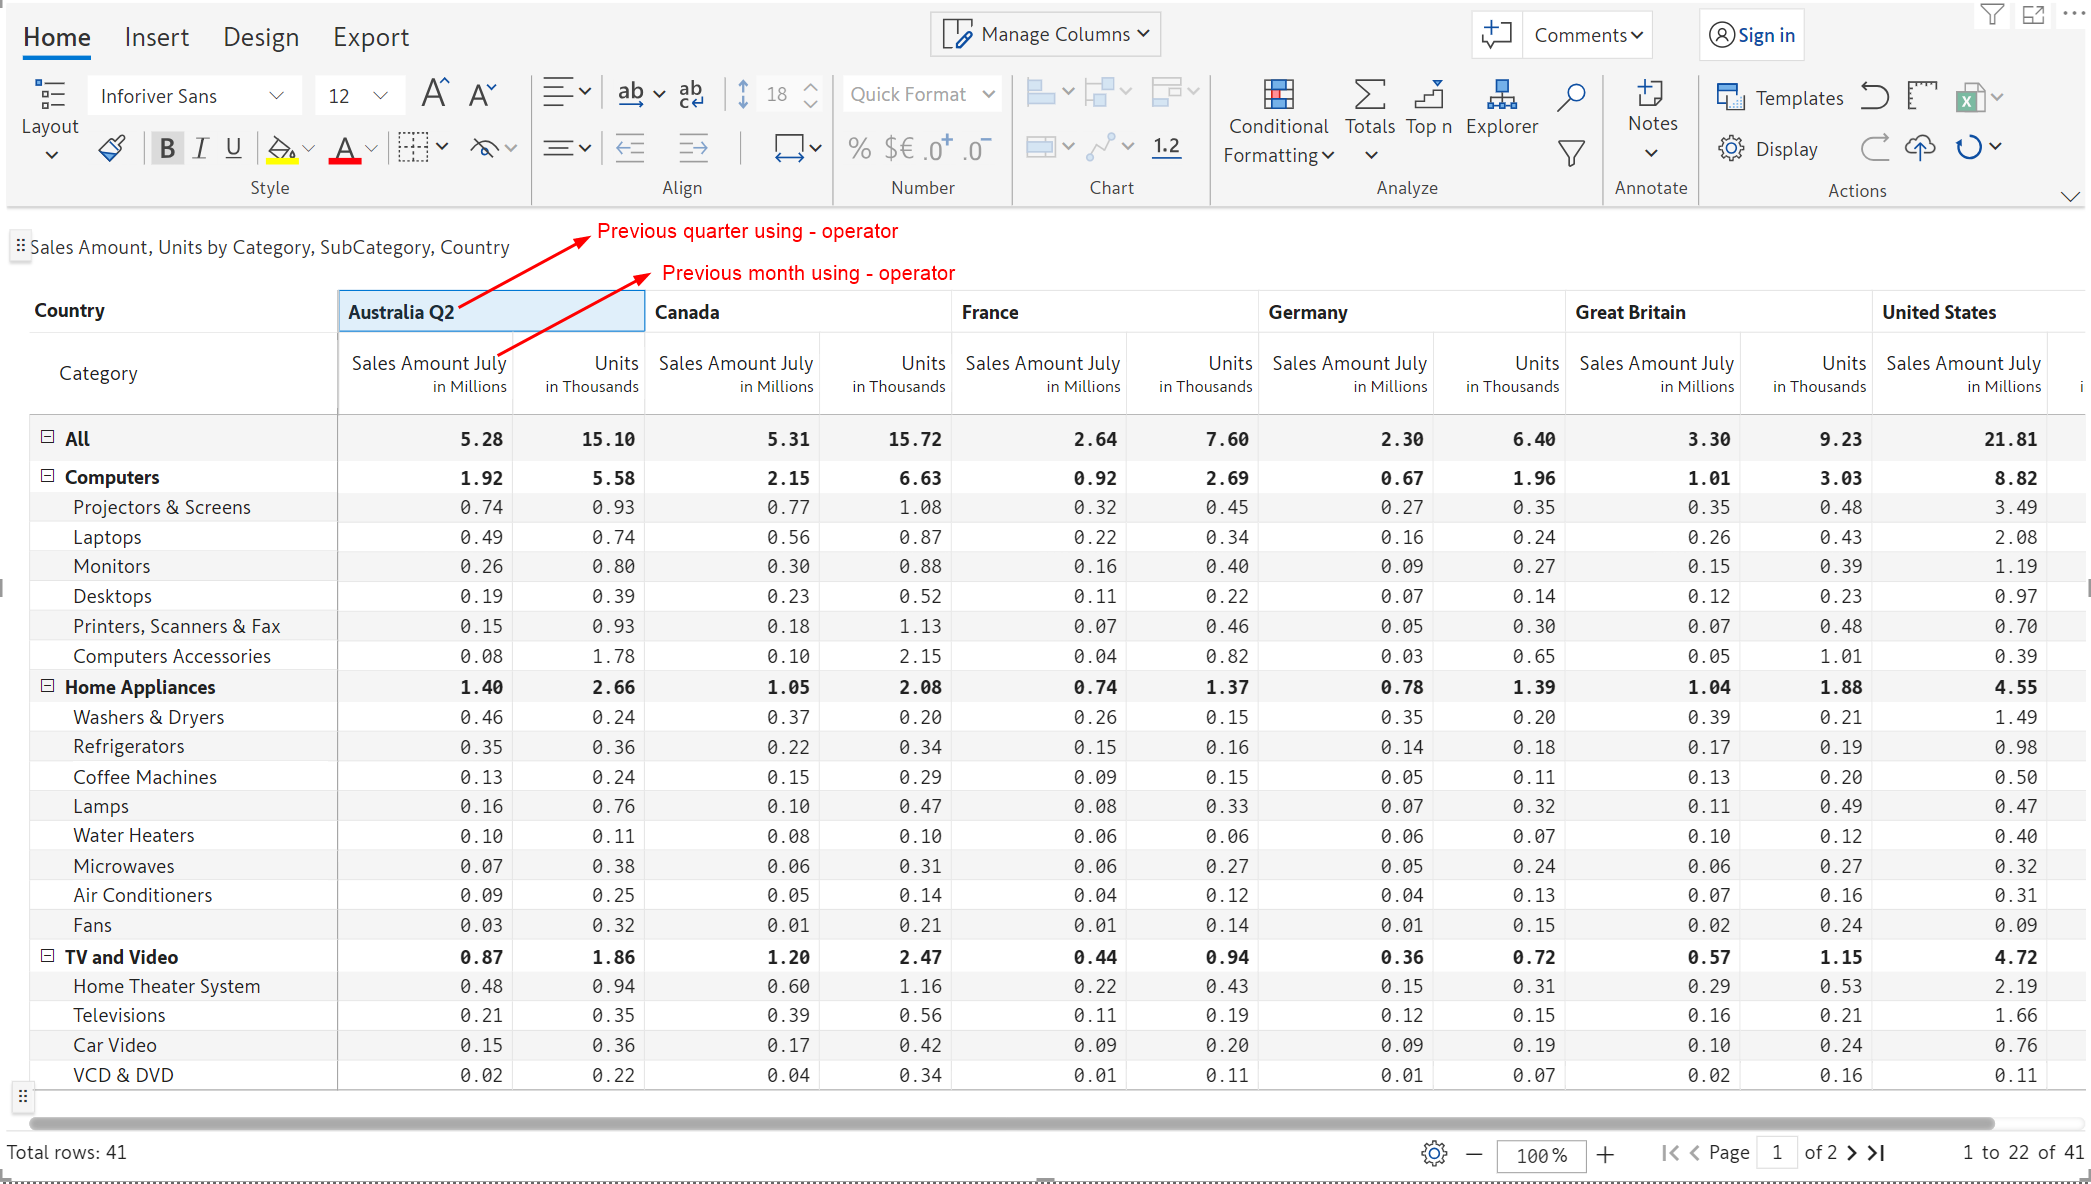 Home Insert Design Export Manage Columns Comments Sign in
Inforiver Sans 12 A A ab ab c 18 Quick Format Conditional Formatting Totals Top n Explorer Notes Templates
Layout B I U A % $€ .0+ .0- 1.2 Display
Style Align Number Chart Analyze Annotate Actions
Previous quarter using - operator
Sales Amount, Units by Category, SubCategory, Country
Previous month using - operator
Country Australia Q2 Canada France Germany Great Britain United States
Category Sales Amount July Units Sales Amount July Units Sales Amount July Units Sales Amount July Units Sales Amount July Units Sales Amount July
in Millions in Thousands in Millions in Thousands in Millions in Thousands in Millions in Thousands in Millions in Thousands in Millions i
All 5.28 15.10 5.31 15.72 2.64 7.60 2.30 6.40 3.30 9.23 21.81
Computers 1.92 5.58 2.15 6.63 0.92 2.69 0.67 1.96 1.01 3.03 8.82
Projectors & Screens 0.74 0.93 0.77 1.08 0.32 0.45 0.27 0.35 0.35 0.48 3.49
Laptops 0.49 0.74 0.56 0.87 0.22 0.34 0.16 0.24 0.26 0.43 2.08
Monitors 0.26 0.80 0.30 0.88 0.16 0.40 0.09 0.27 0.15 0.39 1.19
Desktops 0.19 0.39 0.23 0.52 0.11 0.22 0.07 0.14 0.12 0.23 0.97
Printers, Scanners & Fax 0.15 0.93 0.18 1.13 0.07 0.46 0.05 0.30 0.07 0.48 0.70
Computers Accessories 0.08 1.78 0.10 2.15 0.04 0.82 0.03 0.65 0.05 1.01 0.39
Home Appliances 1.40 2.66 1.05 2.08 0.74 1.37 0.78 1.39 1.04 1.88 4.55
Washers & Dryers 0.46 0.24 0.37 0.20 0.26 0.15 0.35 0.20 0.39 0.21 1.49
Refrigerators 0.35 0.36 0.22 0.34 0.15 0.16 0.14 0.18 0.17 0.19 0.98
Coffee Machines 0.13 0.24 0.15 0.29 0.09 0.15 0.05 0.11 0.13 0.20 0.50
Lamps 0.16 0.76 0.10 0.47 0.08 0.33 0.07 0.32 0.11 0.49 0.47
Water Heaters 0.10 0.11 0.08 0.10 0.06 0.06 0.06 0.07 0.10 0.12 0.40
Microwaves 0.07 0.38 0.06 0.31 0.06 0.27 0.05 0.24 0.06 0.27 0.32
Air Conditioners 0.09 0.25 0.05 0.14 0.04 0.12 0.04 0.13 0.07 0.16 0.31
Fans 0.03 0.32 0.01 0.21 0.01 0.14 0.01 0.15 0.02 0.24 0.09
TV and Video 0.87 1.86 1.20 2.47 0.44 0.94 0.36 0.72 0.57 1.15 4.72
Home Theater System 0.48 0.94 0.60 1.16 0.22 0.43 0.15 0.31 0.29 0.53 2.19
Televisions 0.21 0.35 0.39 0.56 0.11 0.19 0.12 0.15 0.16 0.21 1.66
Car Video 0.15 0.36 0.17 0.42 0.09 0.20 0.09 0.19 0.10 0.24 0.76
VCD & DVD 0.02 0.22 0.04 0.34 0.01 0.11 0.01 0.07 0.02 0.16 0.11
Total rows: 41 100 % Page 1 of 2 1 to 22 of 41